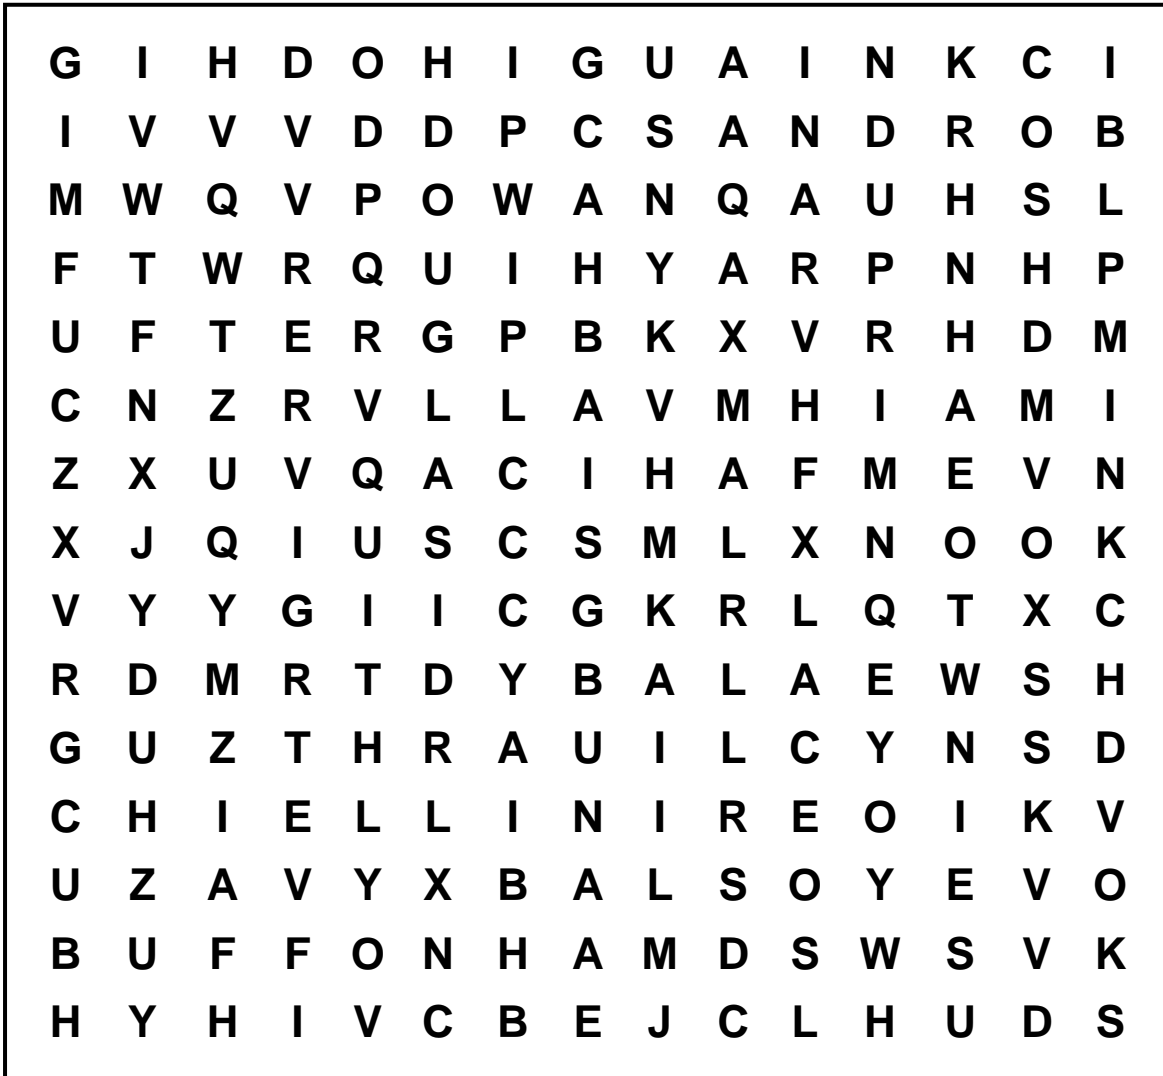 G I H D O H I G U A I N K C I
I V V V D D P C S A N D R O B
M W Q V P O W A N Q A U H S L
F T W R Q U I H Y A R P N H P
U F T E R G P B K X V R H D M
C N Z R V L L A V M H I A M I
Z X U V Q A C I H A F M E V N
X J Q I U S C S M L X N O O K
V Y Y G I I C G K R L Q T X C
R D M R T D Y B A L A E W S H
G U Z T H R A U I L C Y N S D
C H I E L L I N I R E O I K V
U Z A V Y X B A L S O Y E V O
B U F F O N H A M D S W S V K
H Y H I V C B E J C L H U D S